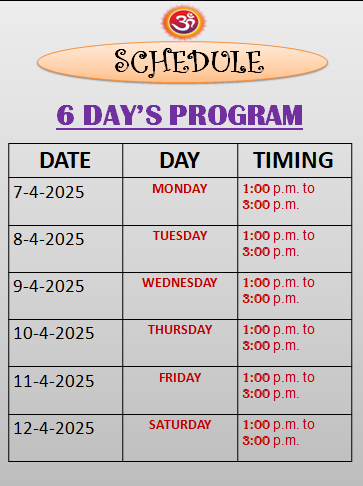 ॐ
SCHEDULE
6 DAY'S PROGRAM
DATE DAY TIMING
7-4-2025 MONDAY 1:00 p.m. to
3:00 p.m.
8-4-2025 TUESDAY 1:00 p.m. to
3:00 p.m.
9-4-2025 WEDNESDAY 1:00 p.m. to
3:00 p.m.
10-4-2025 THURSDAY 1:00 p.m. to
3:00 p.m.
11-4-2025 FRIDAY 1:00 p.m. to
3:00 p.m.
12-4-2025 SATURDAY 1:00 p.m. to
3:00 p.m.